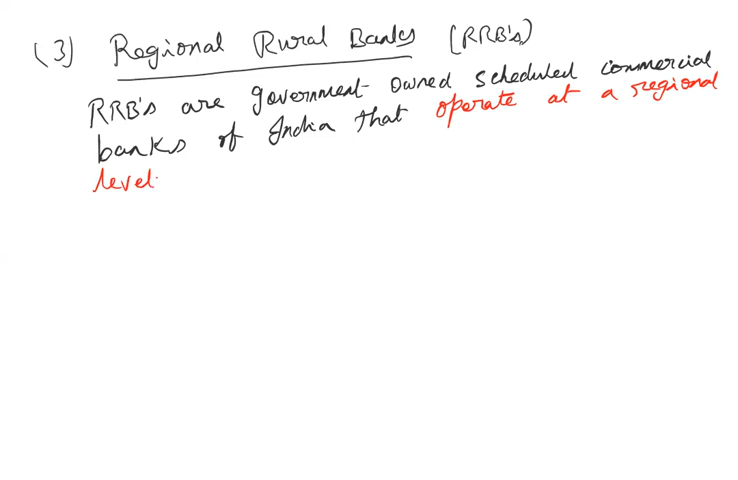 (3) Regional Rural Banks (RRB's)
RRB's are government-owned scheduled commercial
banks of India that operate at a regional
level.